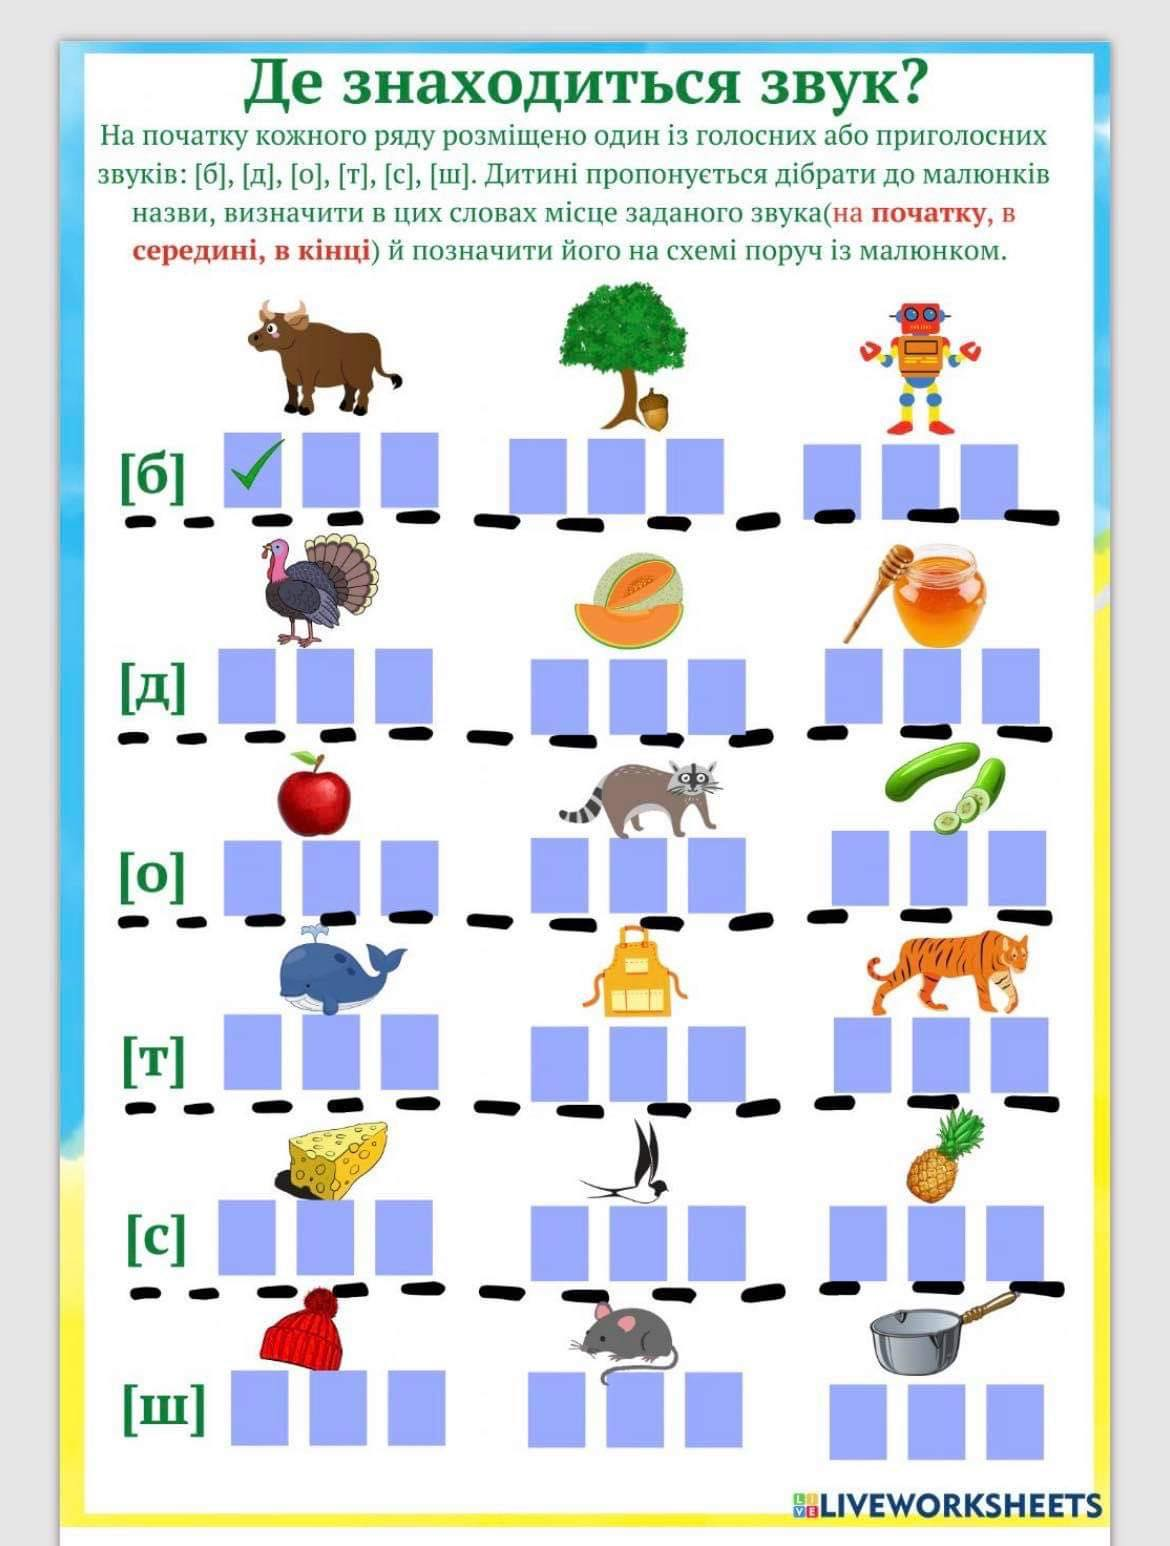 Де знаходиться звук?
На початку кожного ряду розміщено один із голосних або приголосних
звуків: [б], [д], [о], [т], [с], [ш]. Дитині пропонується дібрати до малюнків
назви, визначити в цих словах місце заданого звука(на початку, в
середині, в кінці) й позначити його на схемі поруч із малюнком.
[б]
[д]
[о]
[т]
[с]
[ш]
LIVE LIVEWORKSHEETS